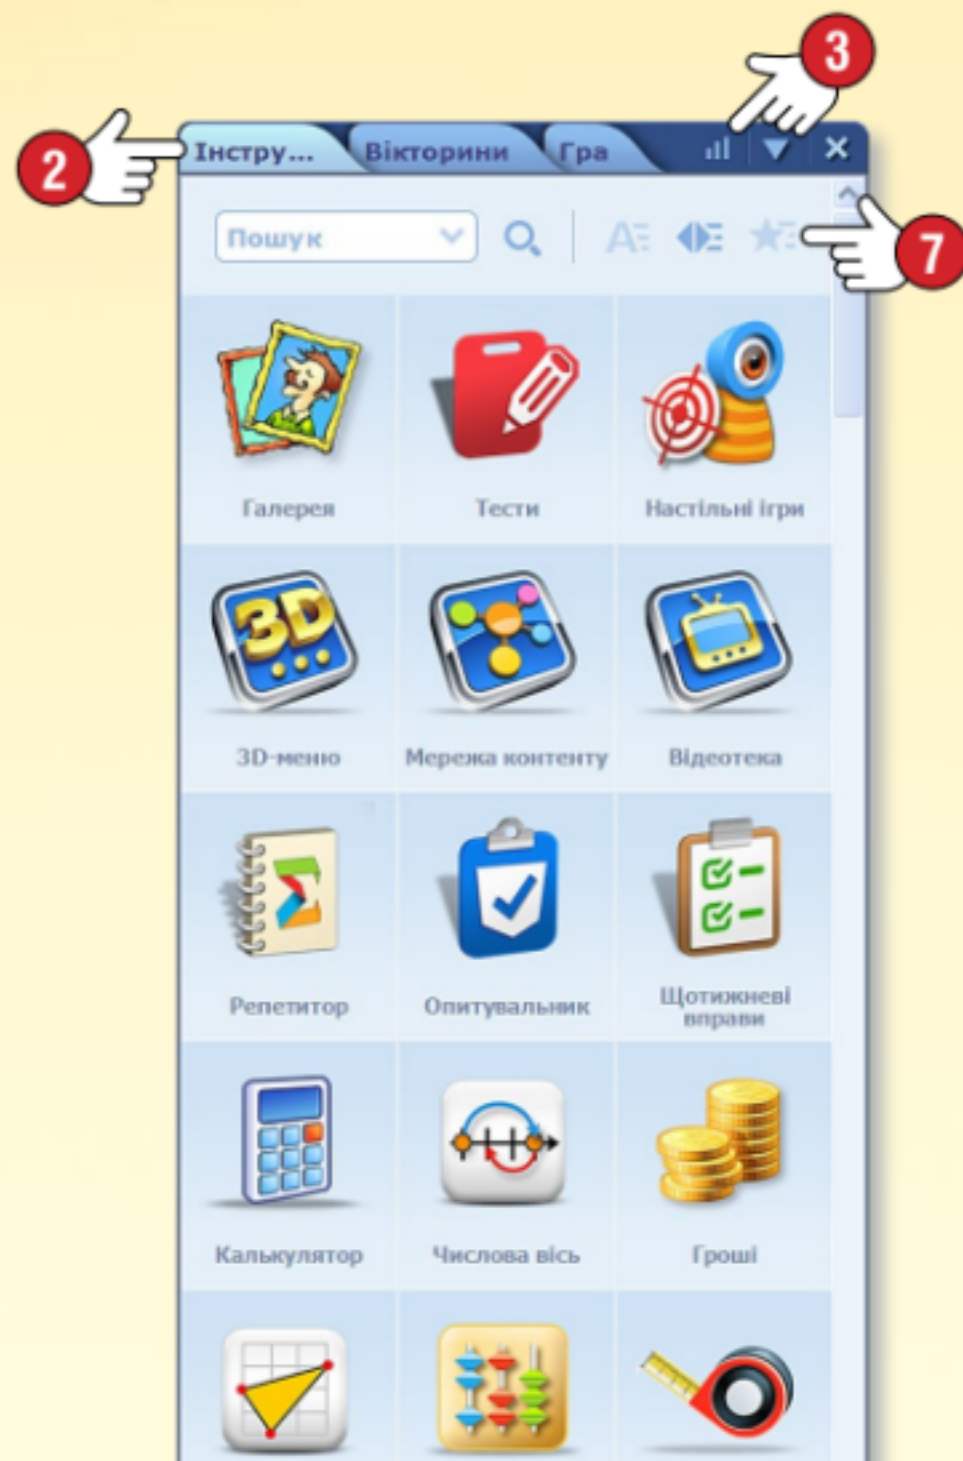 3
2
Інстру... Вікторини Гра
7
Пошук
Галерея Тести Настільні ігри
3D
3D-меню Мережа контенту Відеотека
Репетитор Опитувальник Щотижневі
вправи
Калькулятор Числова вісь Гроші